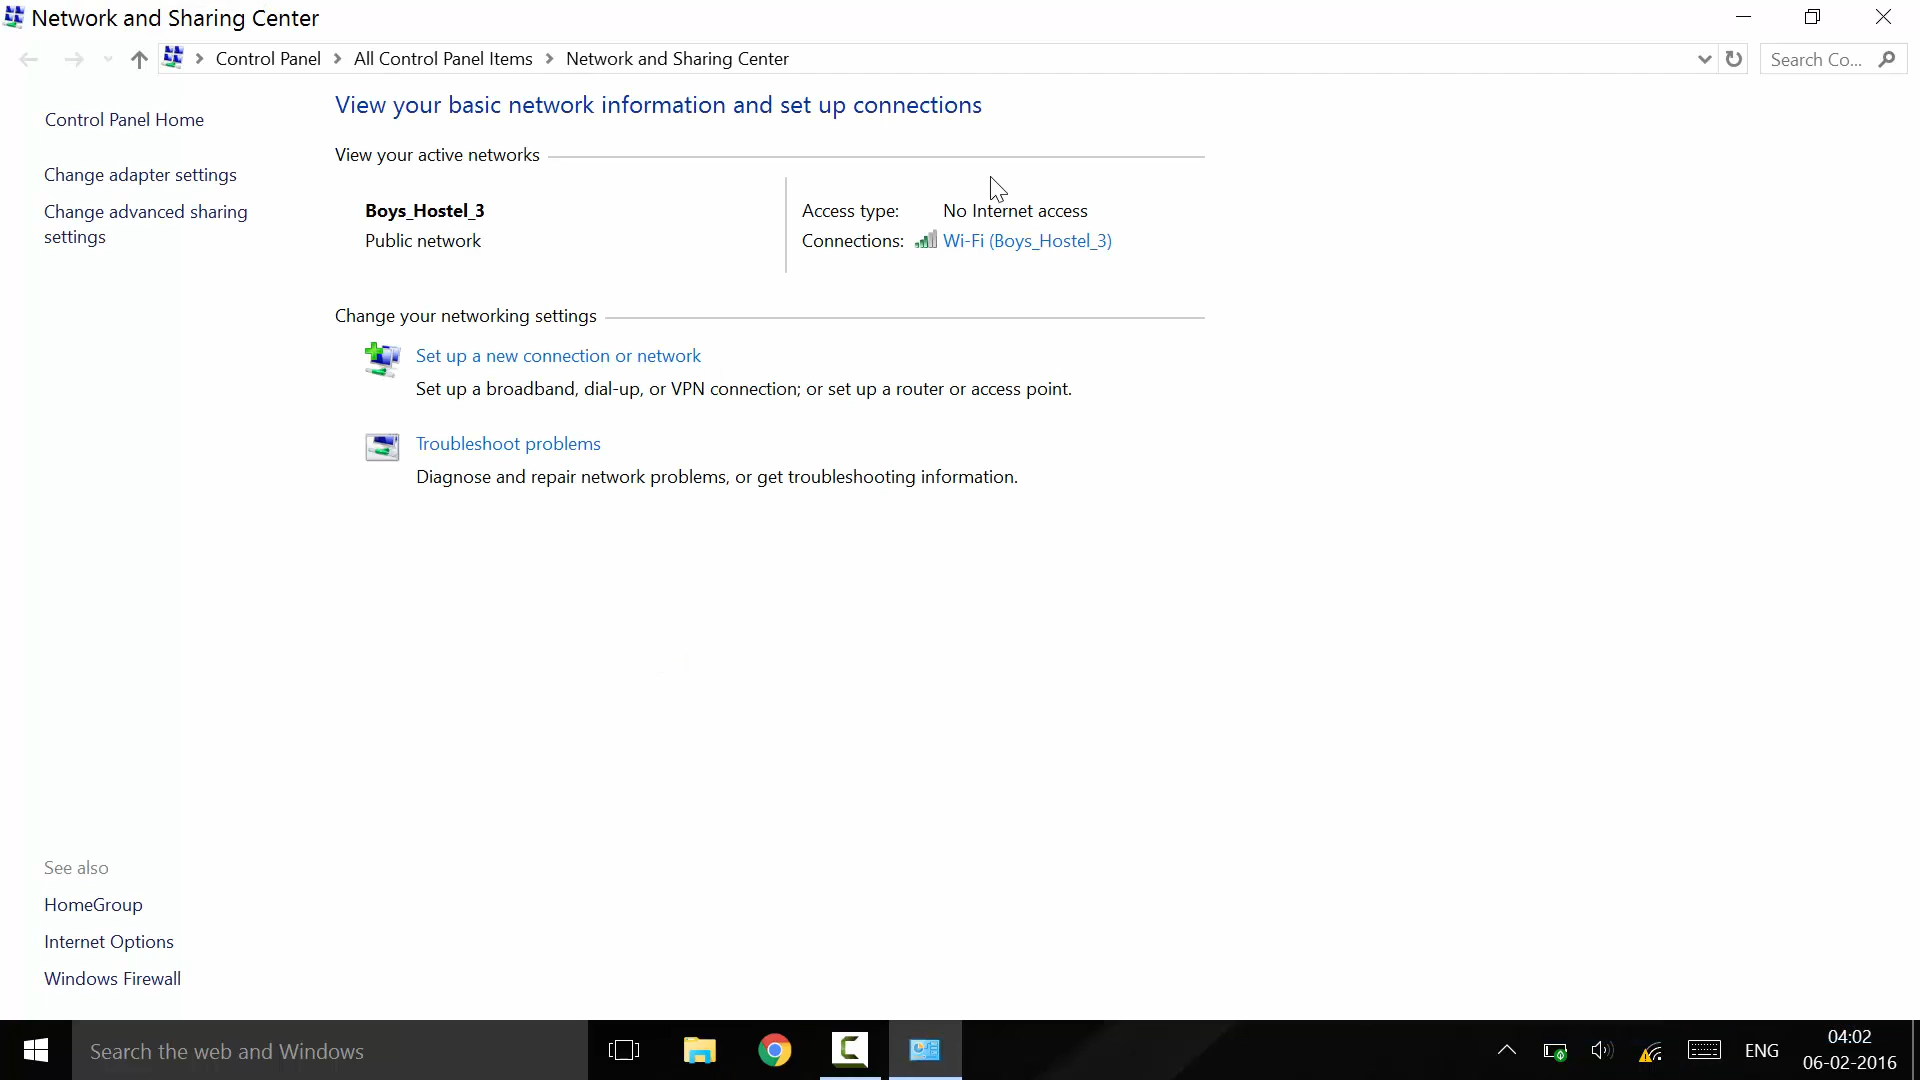 Network and Sharing Center
Control Panel > All Control Panel Items > Network and Sharing Center
Search Co...
Control Panel Home
Change adapter settings
Change advanced sharing
settings
View your basic network information and set up connections
View your active networks
Boys_Hostel_3
Public network
Access type: No Internet access
Connections: Wi-Fi (Boys_Hostel_3)
Change your networking settings
Set up a new connection or network
Set up a broadband, dial-up, or VPN connection; or set up a router or access point.
Troubleshoot problems
Diagnose and repair network problems, or get troubleshooting information.
See also
HomeGroup
Internet Options
Windows Firewall
Search the web and Windows
ENG
04:02
06-02-2016